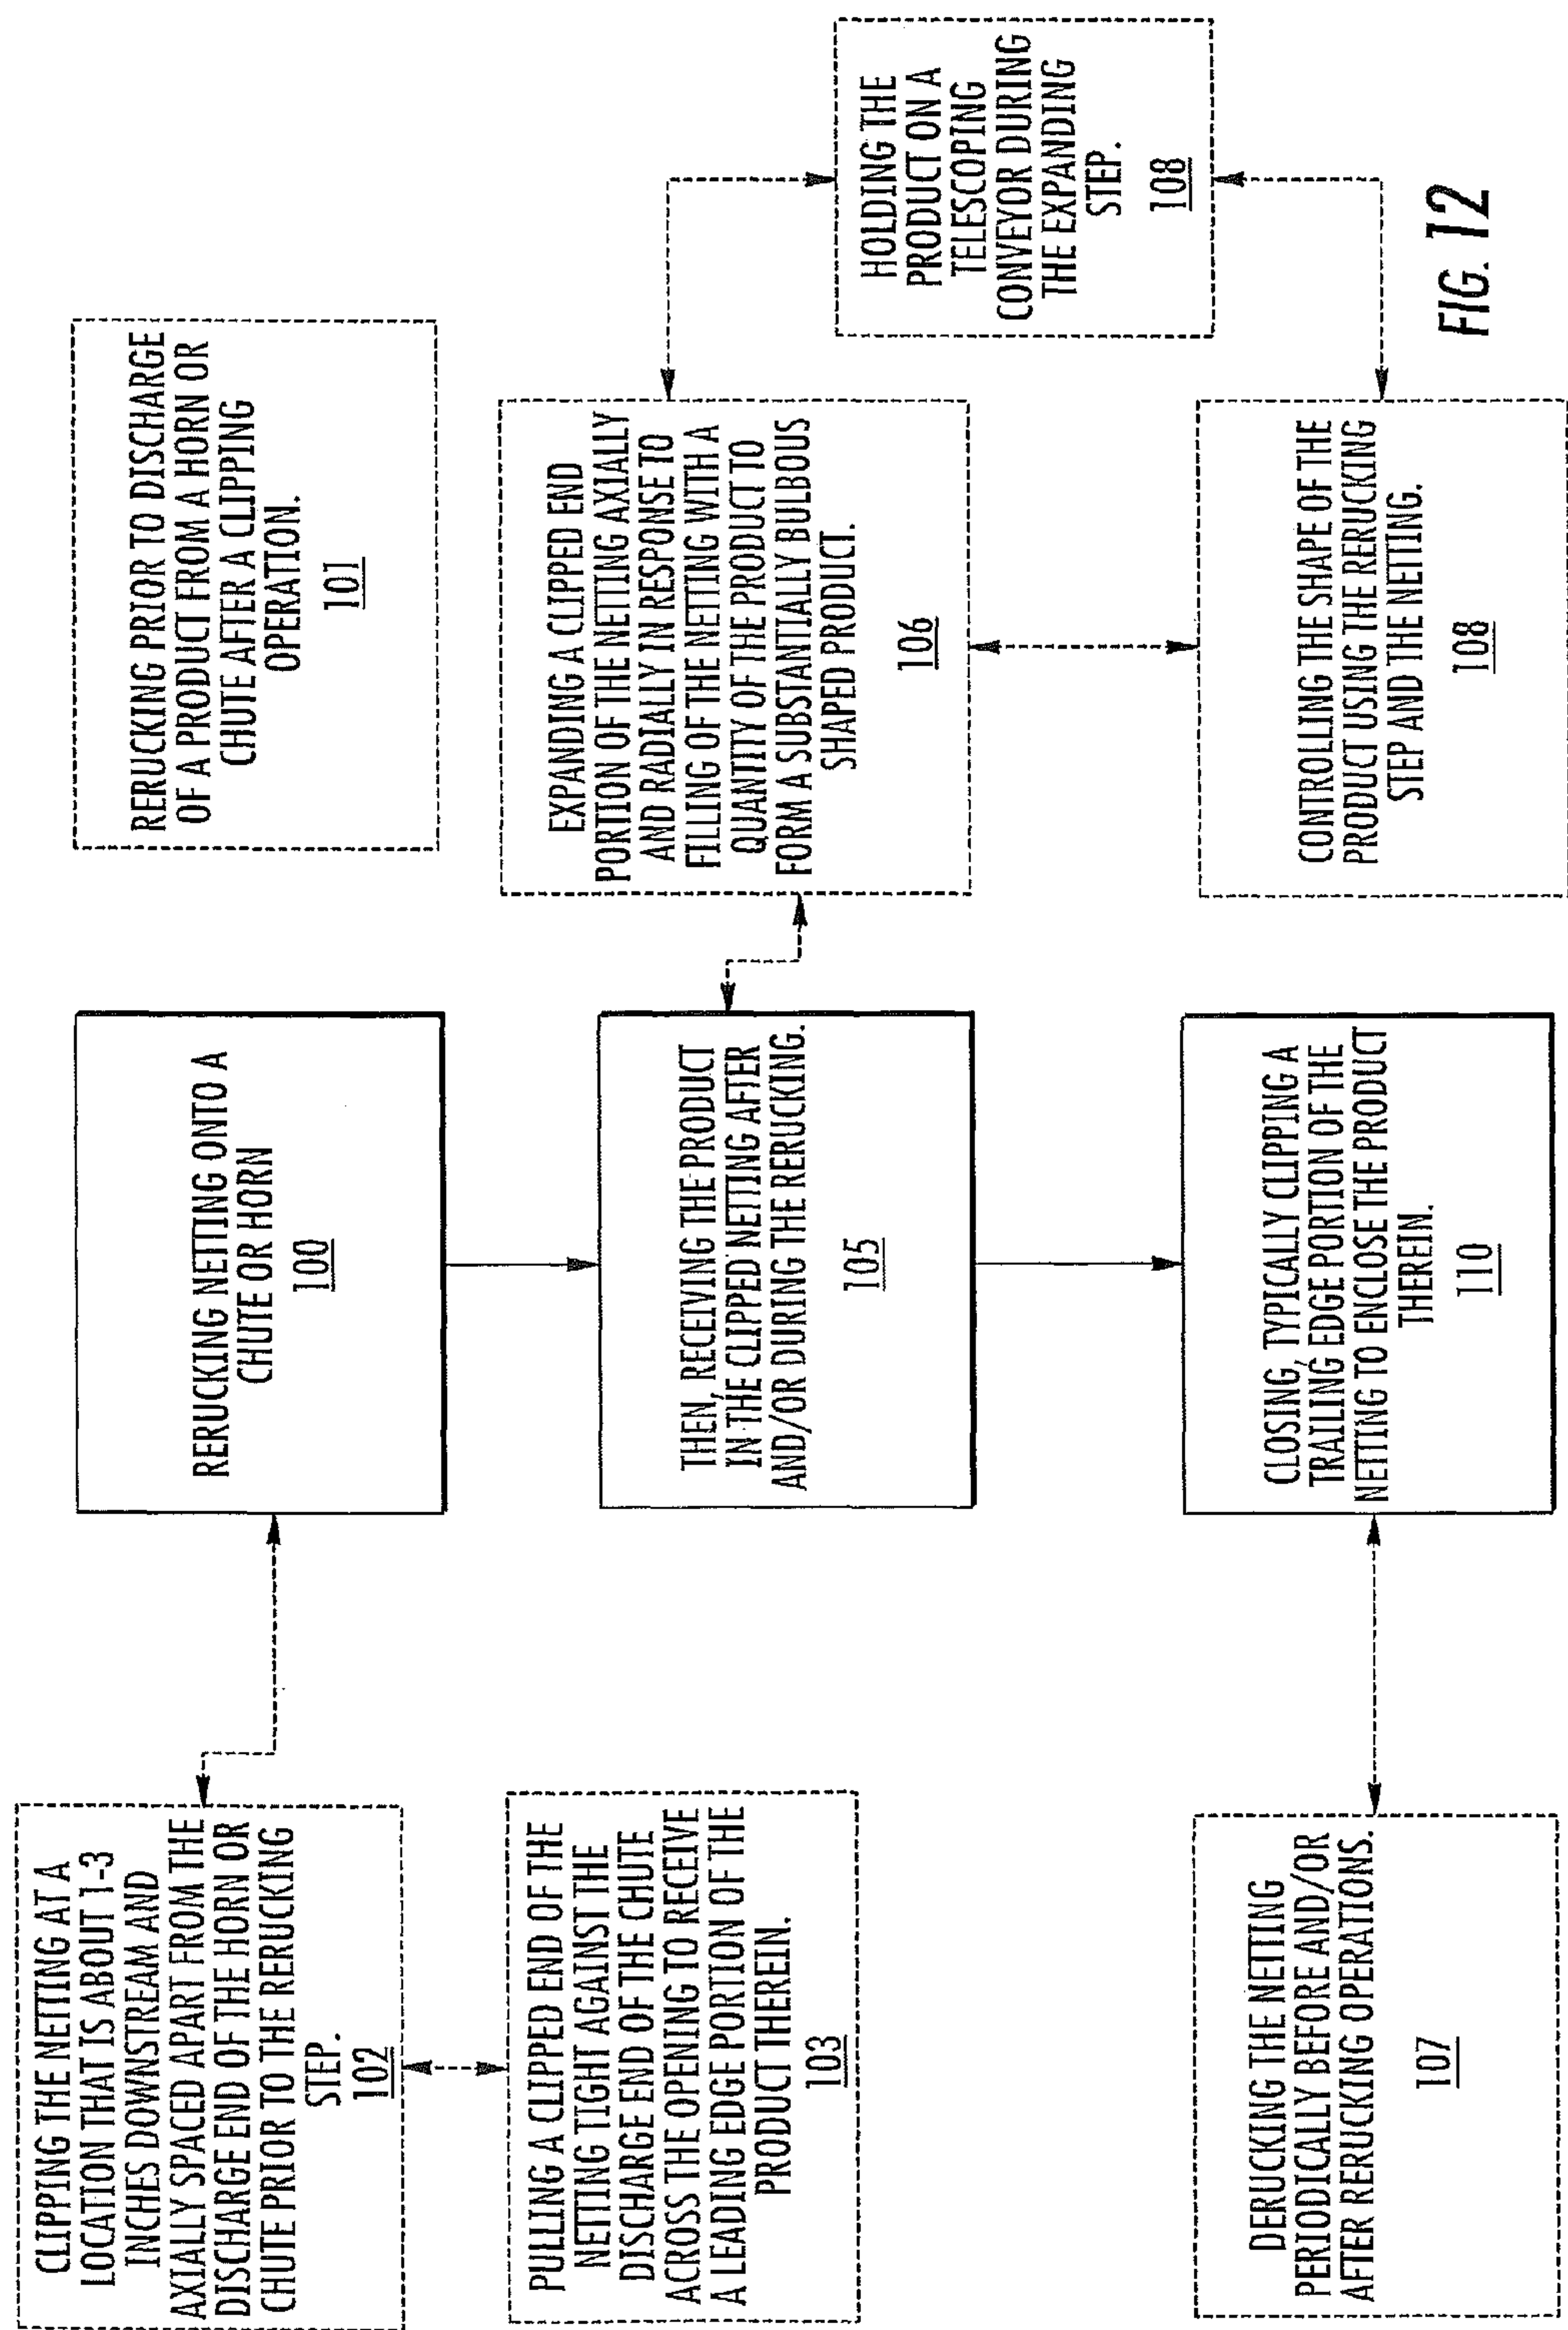 CLIPPING THE NETTING AT A
LOCATION THAT IS ABOUT 1-3
INCHES DOWNSTREAM AND
AXIALLY SPACED APART FROM THE
DISCHARGE END OF THE HORN OR
CHUTE PRIOR TO THE RERUCKING
STEP.
102
PULLING A CLIPPED END OF THE
NETTING TIGHT AGAINST THE
DISCHARGE END OF THE CHUTE
ACROSS THE OPENING TO RECEIVE
A LEADING EDGE PORTION OF THE
PRODUCT THEREIN.
103
DERUCKING THE NETTING
PERIODICALLY BEFORE AND/OR
AFTER RERUCKING OPERATIONS.
107
RERUCKING NETTING ONTO A
CHUTE OR HORN
100
THEN, RECEIVING THE PRODUCT
IN THE CLIPPED NETTING AFTER
AND/OR DURING THE RERUCKING.
105
CLOSING, TYPICALLY CLIPPING A
TRAILING EDGE PORTION OF THE
NETTING TO ENCLOSE THE PRODUCT
THEREIN.
110
RERUCKING PRIOR TO DISCHARGE
OF A PRODUCT FROM A HORN OR
CHUTE AFTER A CLIPPING
OPERATION.
101
EXPANDING A CLIPPED END
PORTION OF THE NETTING AXIALLY
AND RADIALLY IN RESPONSE TO
FILLING OF THE NETTING WITH A
QUANTITY OF THE PRODUCT TO
FORM A SUBSTANTIALLY BULBOUS
SHAPED PRODUCT.
106
CONTROLLING THE SHAPE OF THE
PRODUCT USING THE RERUCKING
STEP AND THE NETTING.
108
HOLDING THE
PRODUCT ON A
TELESCOPING
CONVEYOR DURING
THE EXPANDING
STEP.
108
FIG. 12